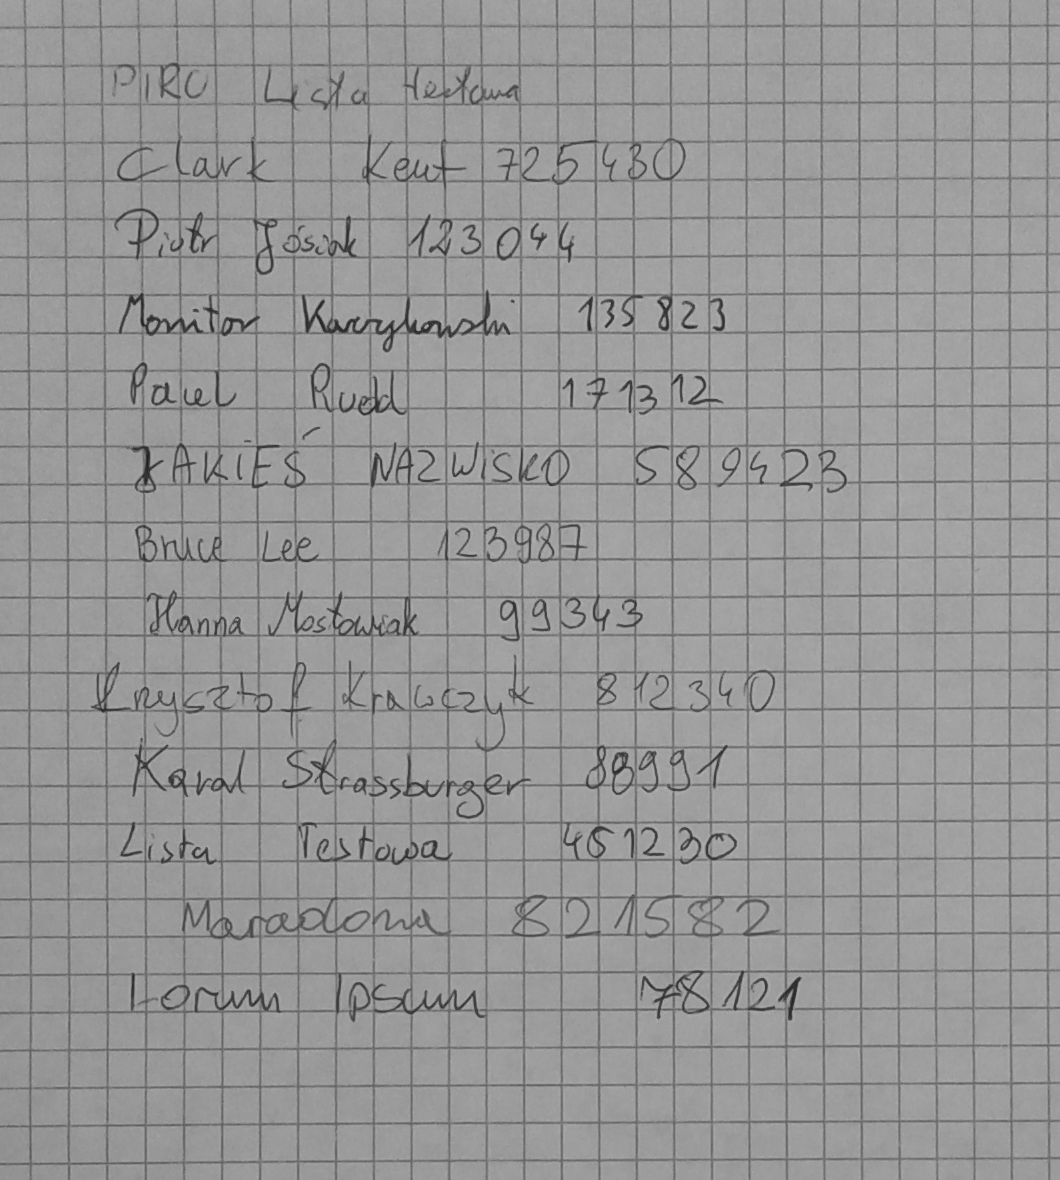 PIRO Lista testowa
Clark Kent 725430
Piotr Jósiak 123044
Monitor 135823
Pawel Rudd 171312
JAKIEŚ NAZWISKO 589423
Bruce Lee 123987
Hanna Mostowiak 99343
Krzysztof Krawczyk 812340
Karol Strassburger 88991
Lista Testowa 451230
Maradona 821582
Lorum Ipsum 78121